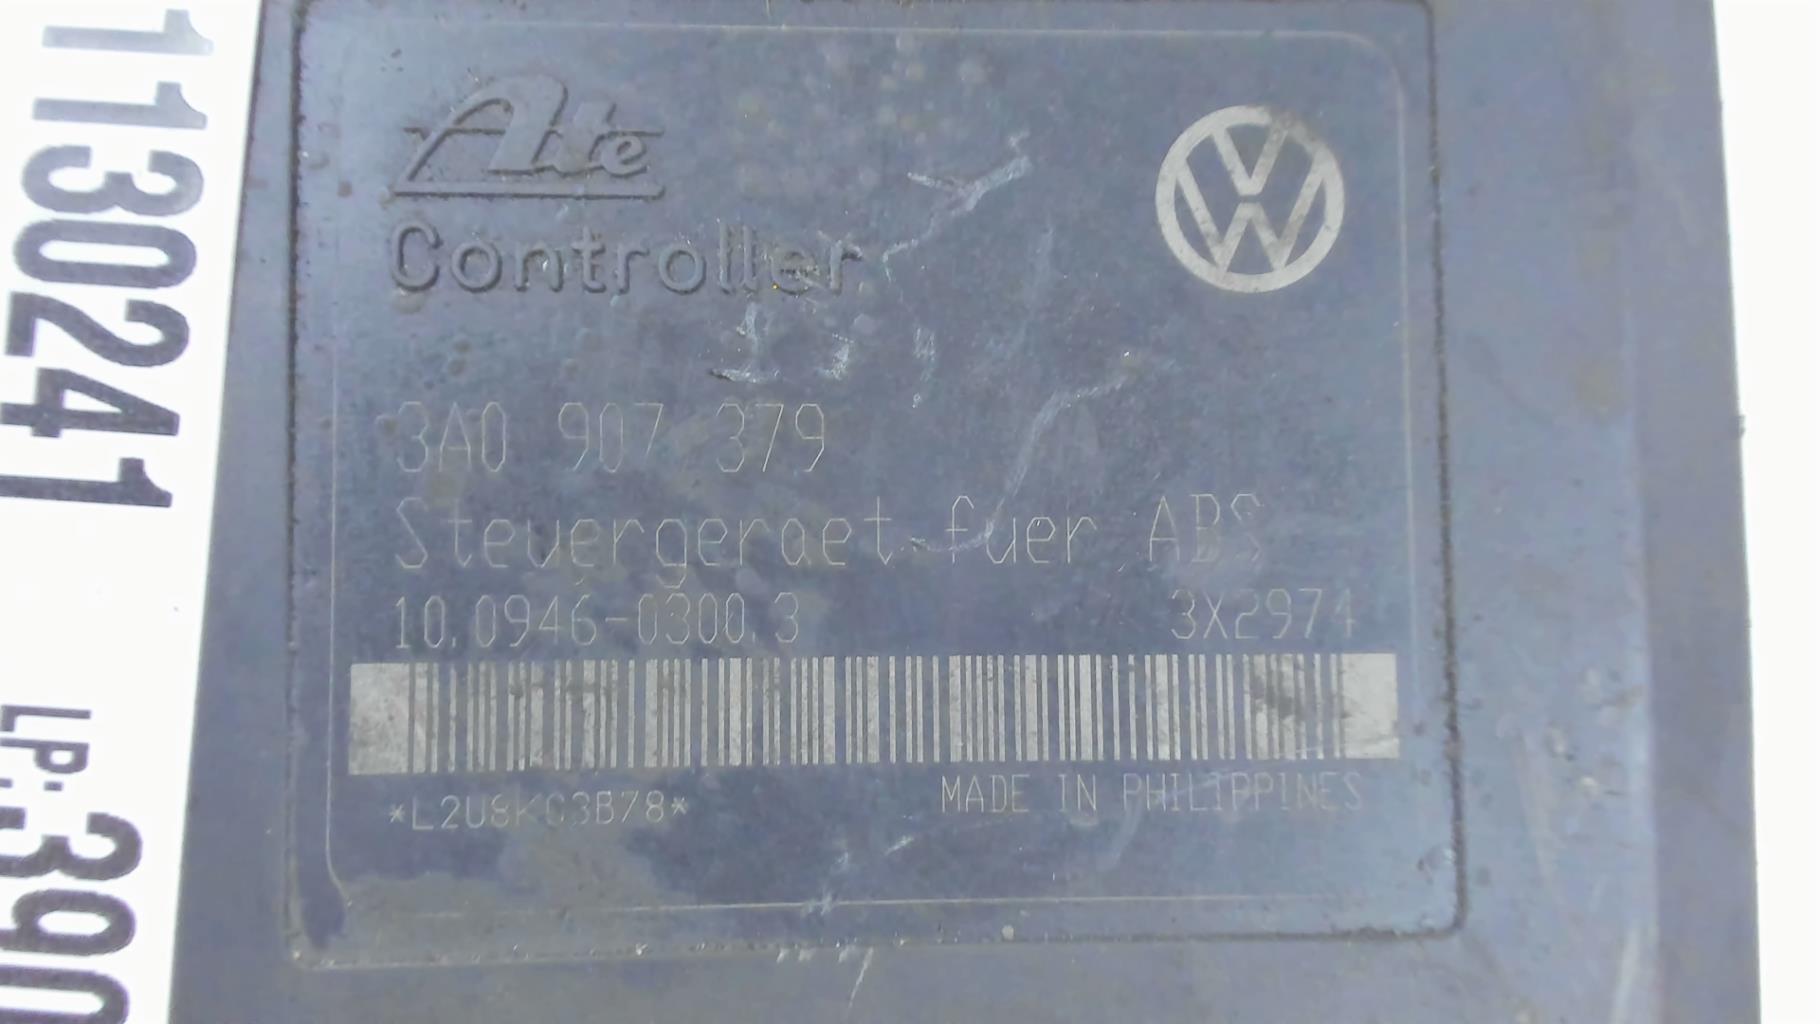 Ate
Controller
3A0 907 379
Steuergeraet fuer ABS
10.0946-0300.3
3X2974
*L2U8KG3B78*
MADE IN PHILIPPINES
1130241
LP:390